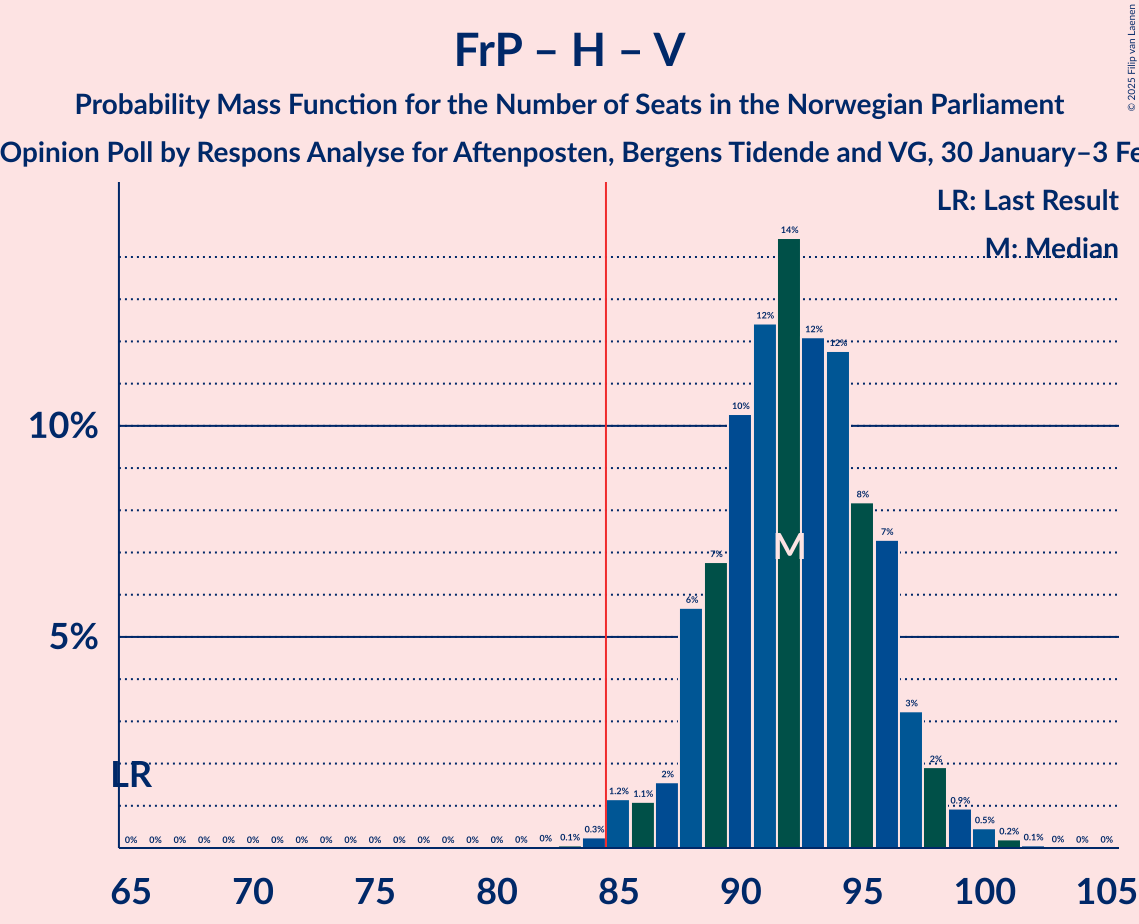 FrP – H – V
Probability Mass Function for the Number of Seats in the Norwegian Parliament
Opinion Poll by Respons Analyse for Aftenposten, Bergens Tidende and VG, 30 January–3 Fe
© 2025 Filip van Laenen
LR: Last Result
M: Median
14%
12% 12% 12%
10%
10%
8%
7% 7%
M
6%
5%
3%
2% 2%
LR
1.2% 1.1% 0.9%
0.3% 0.5%
0% 0% 0% 0% 0% 0% 0% 0% 0% 0% 0% 0% 0% 0% 0% 0% 0% 0% 0.1% 0.2% 0.1% 0% 0% 0%
65 70 75 80 85 90 95 100 105